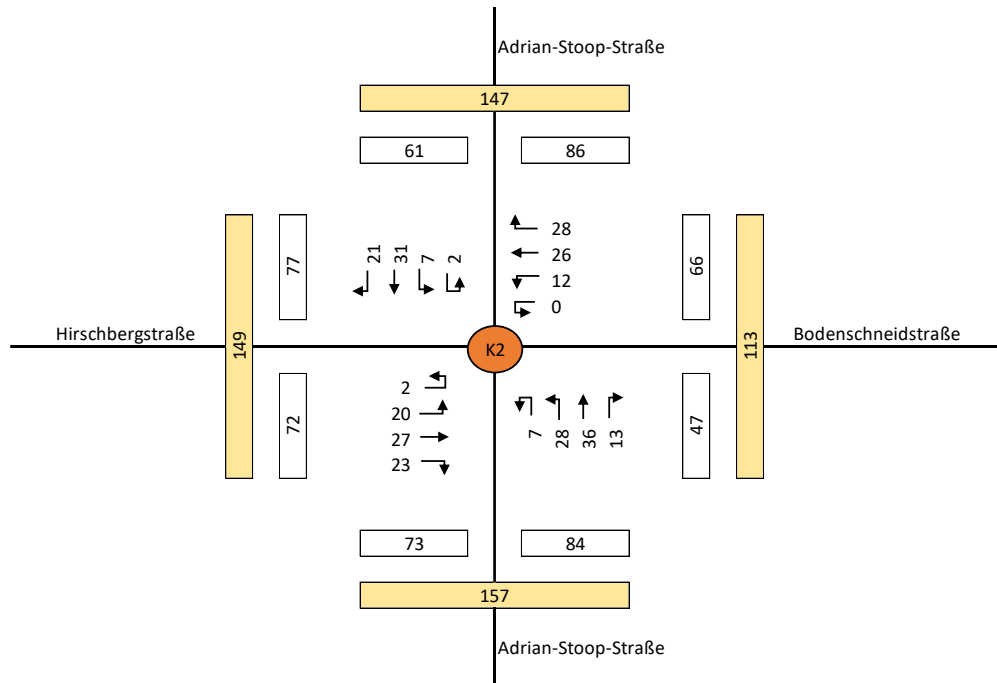 Adrian-Stoop-Straße
147
61 86
28
26
12
0
77
21 31 7 2
66
Hirschbergstraße
149
K2
113
Bodenschneidstraße
72
2
20
27
23
7 28 36 13
47
73 84
157
Adrian-Stoop-Straße